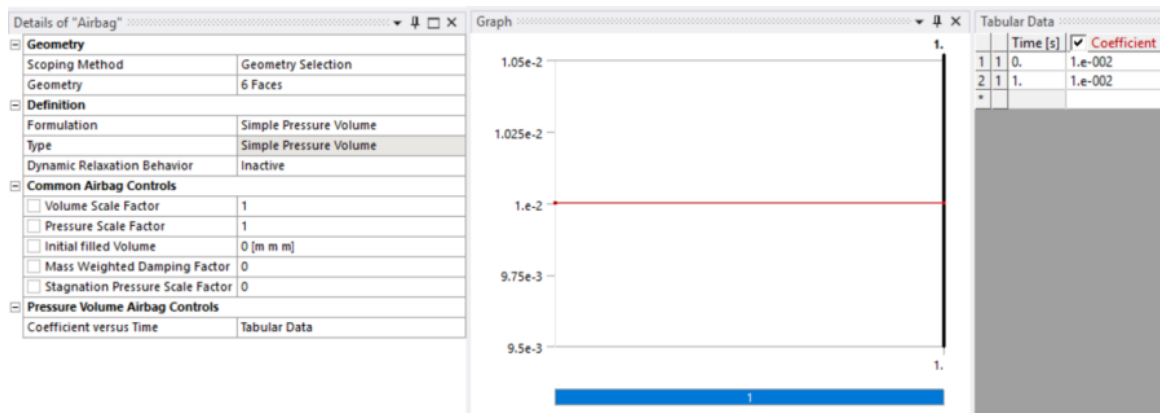 Details of "Airbag"
Geometry
Scoping Method Geometry Selection
Geometry 6 Faces
Definition
Formulation Simple Pressure Volume
Type Simple Pressure Volume
Dynamic Relaxation Behavior Inactive
Common Airbag Controls
Volume Scale Factor 1
Pressure Scale Factor 1
Initial filled Volume 0 [m m m]
Mass Weighted Damping Factor 0
Stagnation Pressure Scale Factor 0
Pressure Volume Airbag Controls
Coefficient versus Time Tabular Data
Graph
1.
1.05e-2
1.025e-2
1.e-2
9.75e-3
9.5e-3
1.
1
Tabular Data
Time [s] Coefficient
1 1 0. 1.e-002
2 1 1. 1.e-002
*